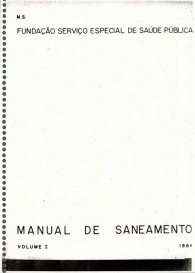 M.S.
FUNDAÇÃO SERVIÇO ESPECIAL DE SAÚDE PÚBLICA
MANUAL DE SANEAMENTO
VOLUME I 1964